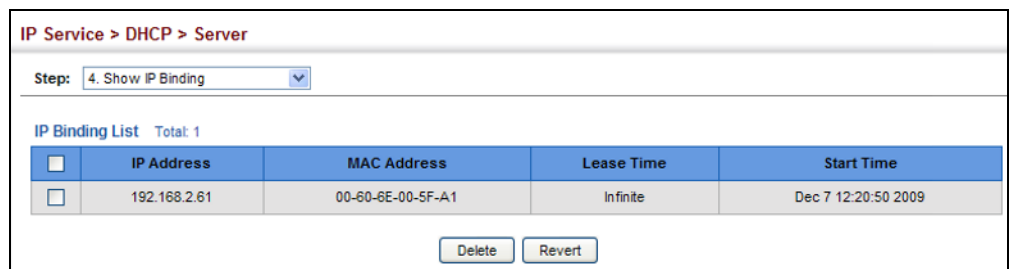 IP Service > DHCP > Server
Step: 4. Show IP Binding
IP Binding List Total: 1
IP Address MAC Address Lease Time Start Time
192.168.2.61 00-60-6E-00-5F-A1 Infinite Dec 7 12:20:50 2009
Delete Revert